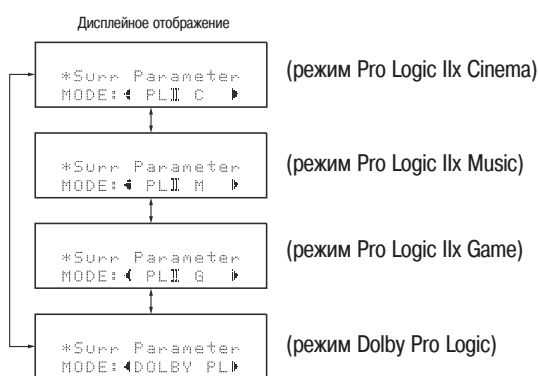 Дисплейное отображение
*Surr Parameter
MODE:◀ PLⅡ C ▶
(режим Pro Logic IIx Cinema)
*Surr Parameter
MODE:◀ PLⅡ M ▶
(режим Pro Logic IIx Music)
*Surr Parameter
MODE:◀ PLⅡ G ▶
(режим Pro Logic IIx Game)
*Surr Parameter
MODE:◀DOLBY PL▶
(режим Dolby Pro Logic)